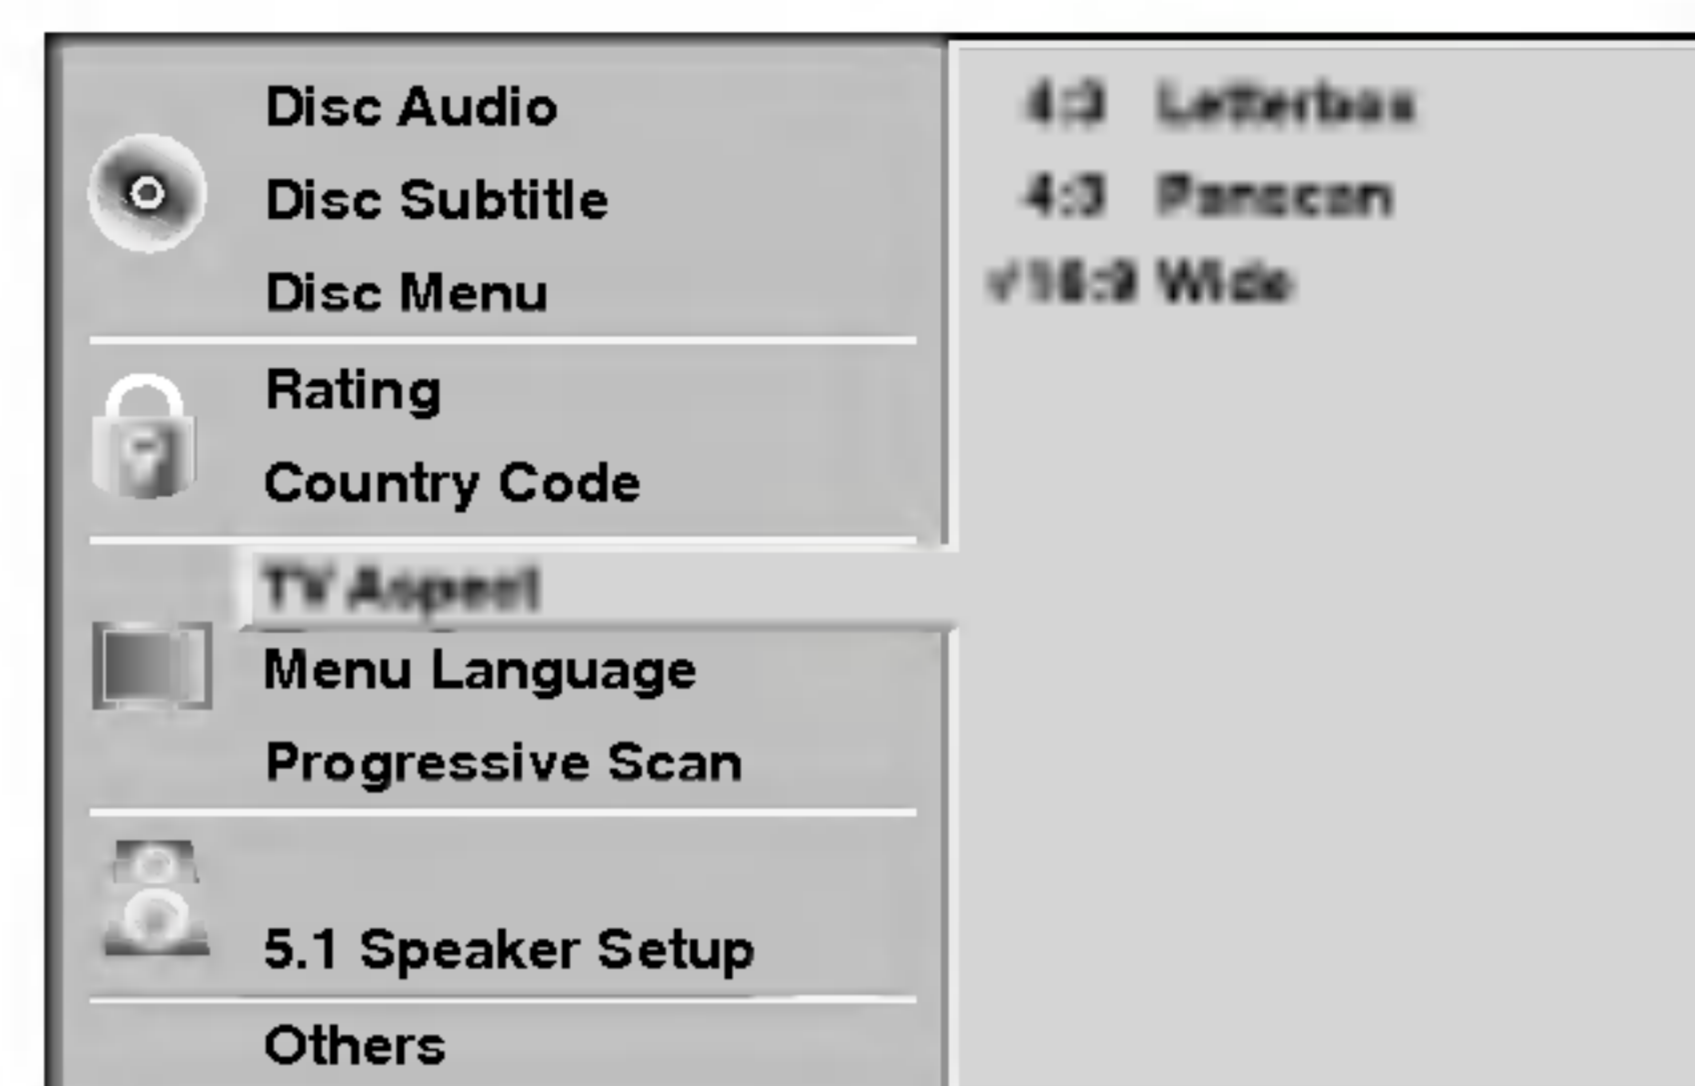 Disc Audio
Disc Subtitle
Disc Menu
Rating
Country Code
TV Aspect
Menu Language
Progressive Scan
5.1 Speaker Setup
Others
4:3 Letterbox
4:3 Panscan
✓16:9 Wide